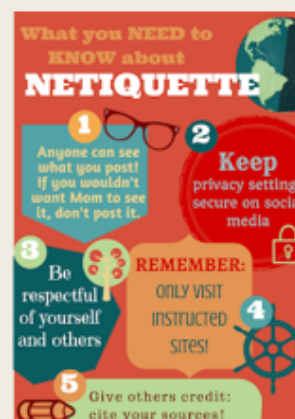 What you NEED to
KNOW about
NETIQUETTE
1
Anyone can see
what you post!
If you wouldn't
want Mom to see
it, don't post it.
2
Keep
privacy setting
secure on socia
media
3
Be
respectful
of yourself
and others
REMEMBER:
ONLY VISIT
INSTRUCTED
SITES!
4
5
Give others credit:
cite your sources!